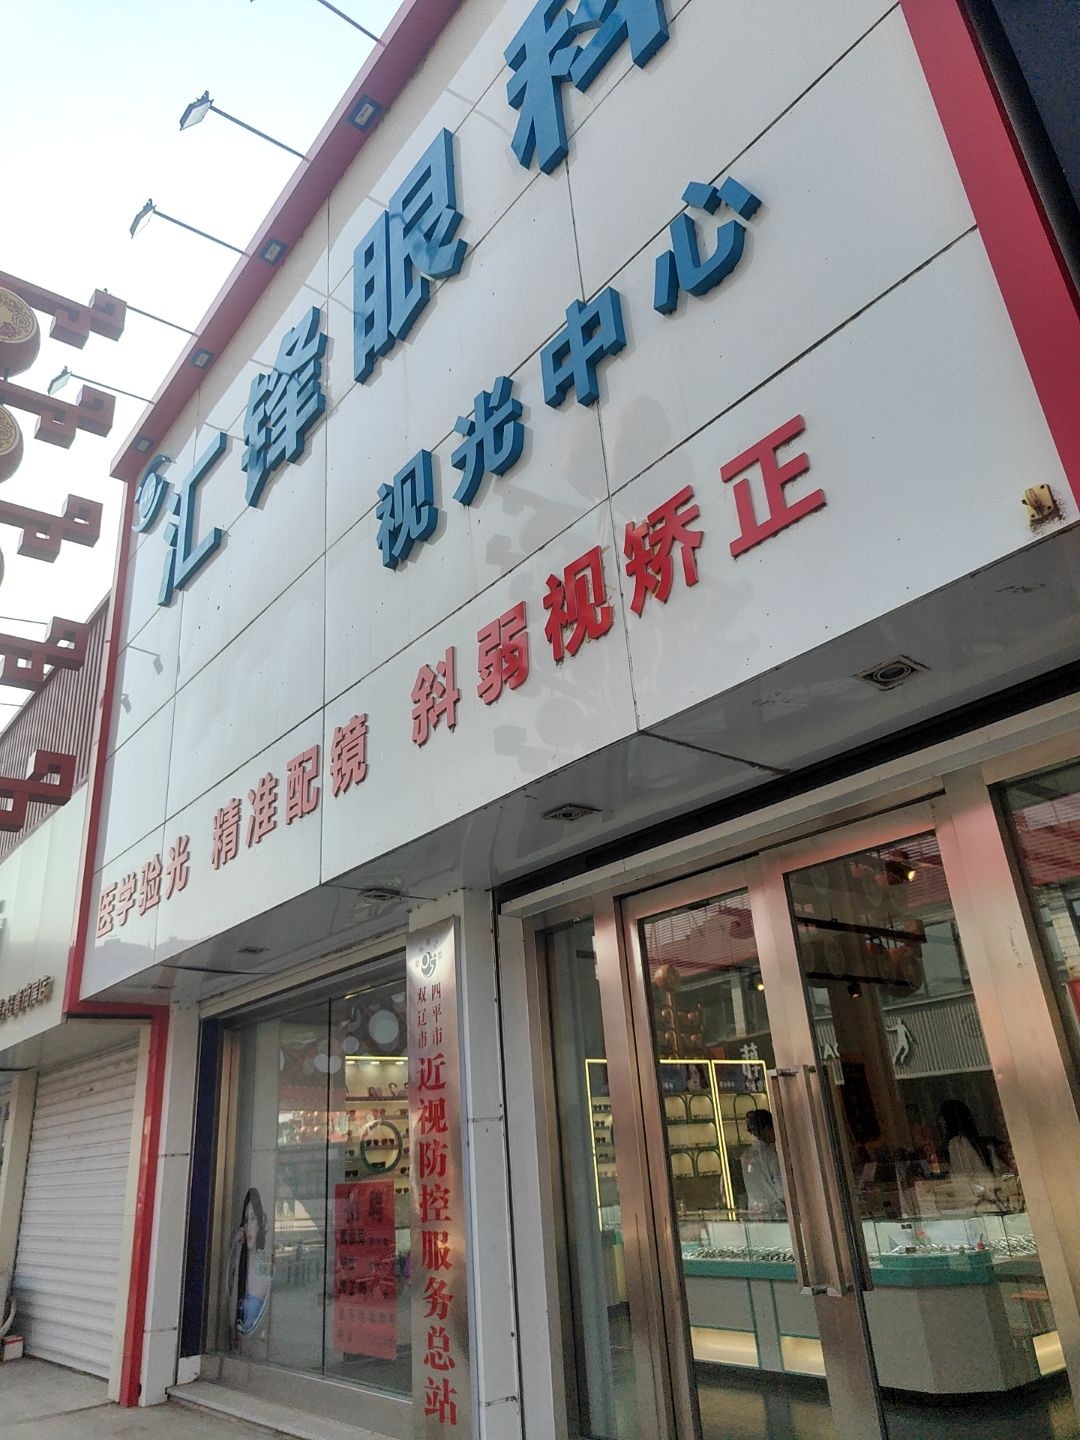 汇锋眼科
视光中心
医学验光 精准配镜 斜弱视矫正
四平市
双辽市
近视防控服务总站
聘